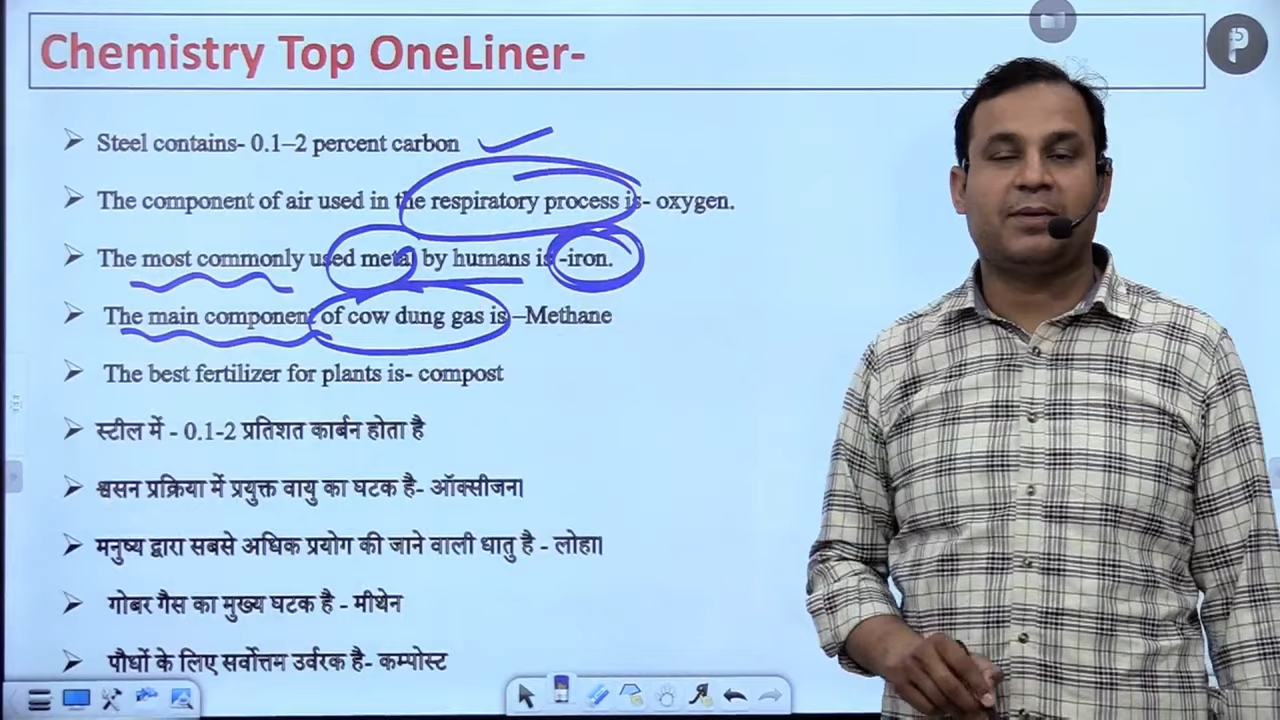 Chemistry Top OneLiner-
Steel contains- 0.1–2 percent carbon
The component of air used in the respiratory process is- oxygen.
The most commonly used metal by humans is -iron.
The main component of cow dung gas is –Methane
The best fertilizer for plants is- compost
स्टील में - 0.1-2 प्रतिशत कार्बन होता है
श्वसन प्रक्रिया में प्रयुक्त वायु का घटक है- ऑक्सीजन।
मनुष्य द्वारा सबसे अधिक प्रयोग की जाने वाली धातु है - लोहा।
गोबर गैस का मुख्य घटक है - मीथेन
पौधों के लिए सर्वोत्तम उर्वरक है- कम्पोस्ट